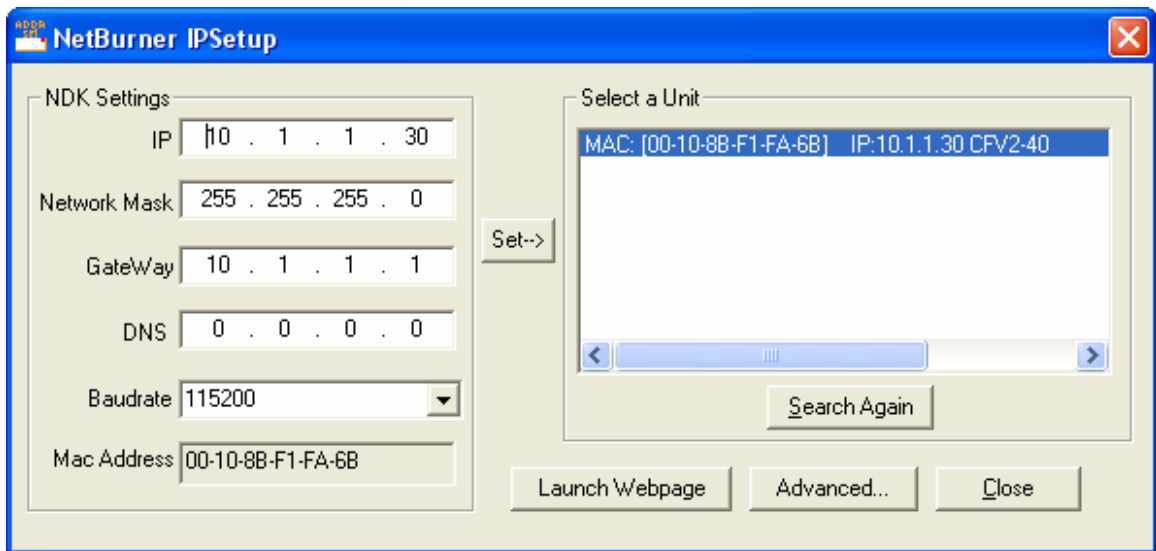 NetBurner IPSetup
NDK Settings
IP 10 . 1 . 1 . 30
Network Mask 255 . 255 . 255 . 0
GateWay 10 . 1 . 1 . 1
DNS 0 . 0 . 0 . 0
Baudrate 115200
Mac Address 00-10-8B-F1-FA-6B
Set-->
Select a Unit
MAC: [00-10-8B-F1-FA-6B] IP:10.1.1.30 CFV2-40
Search Again
Launch Webpage
Advanced...
Close